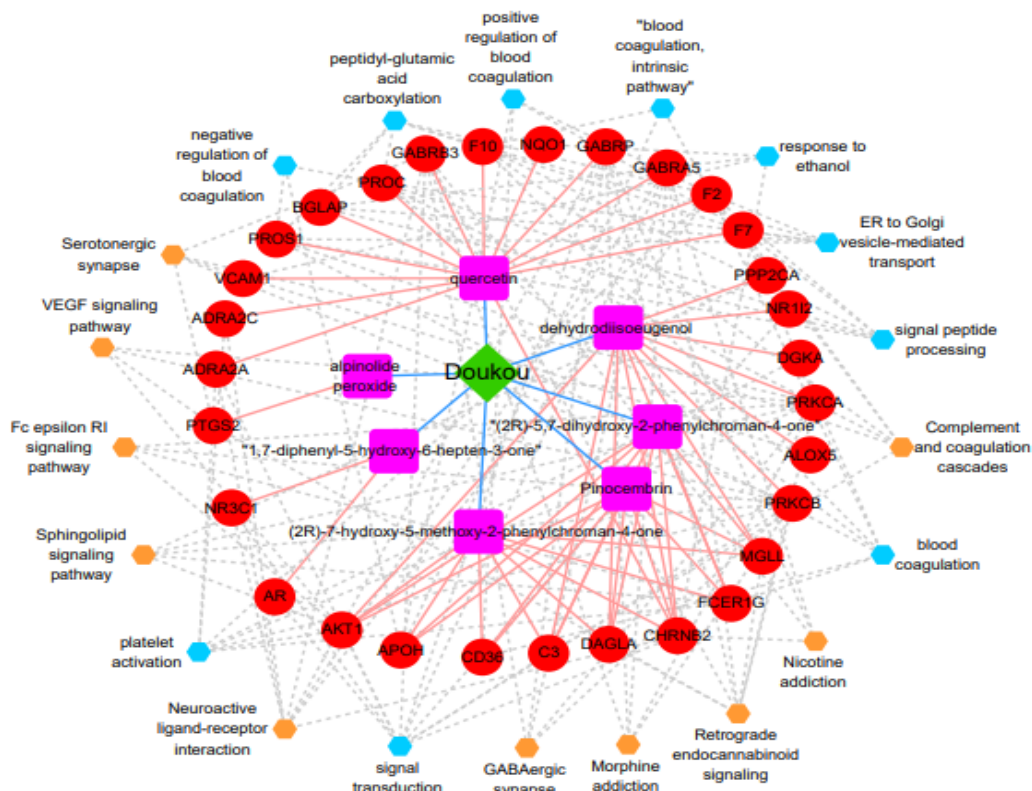 positive
regulation of
blood
coagulation
"blood
coagulation,
intrinsic
pathway"
peptidyl-glutamic
acid
carboxylation
negative
regulation of
blood
coagulation
response to
ethanol
ER to Golgi
vesicle-mediated
transport
signal peptide
processing
Complement
and coagulation
cascades
blood
coagulation
Nicotine
addiction
Retrograde
endocannabinoid
signaling
Morphine
addiction
GABAergic
synapse
signal
transduction
Neuroactive
ligand-receptor
interaction
platelet
activation
Sphingolipid
signaling
pathway
Fc epsilon RI
signaling
pathway
VEGF signaling
pathway
Serotonergic
synapse
GABRB3
F10
NQO1
GABRP
GABRA5
F2
F7
PPP2CA
NR1I2
DGKA
PRKCA
ALOX5
PRKCB
MGLL
FCER1G
CHRNB2
DAGLA
C3
CD36
APOH
AKT1
AR
NR3C1
PTGS2
ADRA2A
ADRA2C
VCAM1
PROS1
BGLAP
PROC
quercetin
dehydrodiisoeugenol
alpinolide
peroxide
Doukou
"(2R)-5,7-dihydroxy-2-phenylchroman-4-one"
"1,7-diphenyl-5-hydroxy-6-hepten-3-one"
Pinocembrin
(2R)-7-hydroxy-5-methoxy-2-phenylchroman-4-one